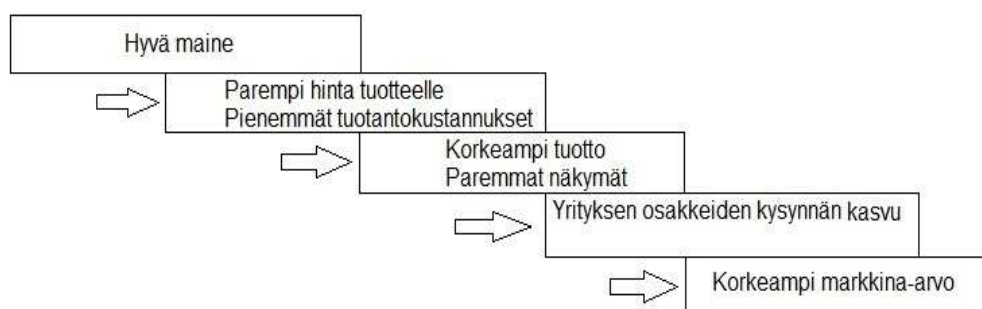 Hyvä maine
Parempi hinta tuotteelle
Pienemmät tuotantokustannukset
Korkeampi tuotto
Paremmat näkymät
Yrityksen osakkeiden kysynnän kasvu
Korkeampi markkina-arvo